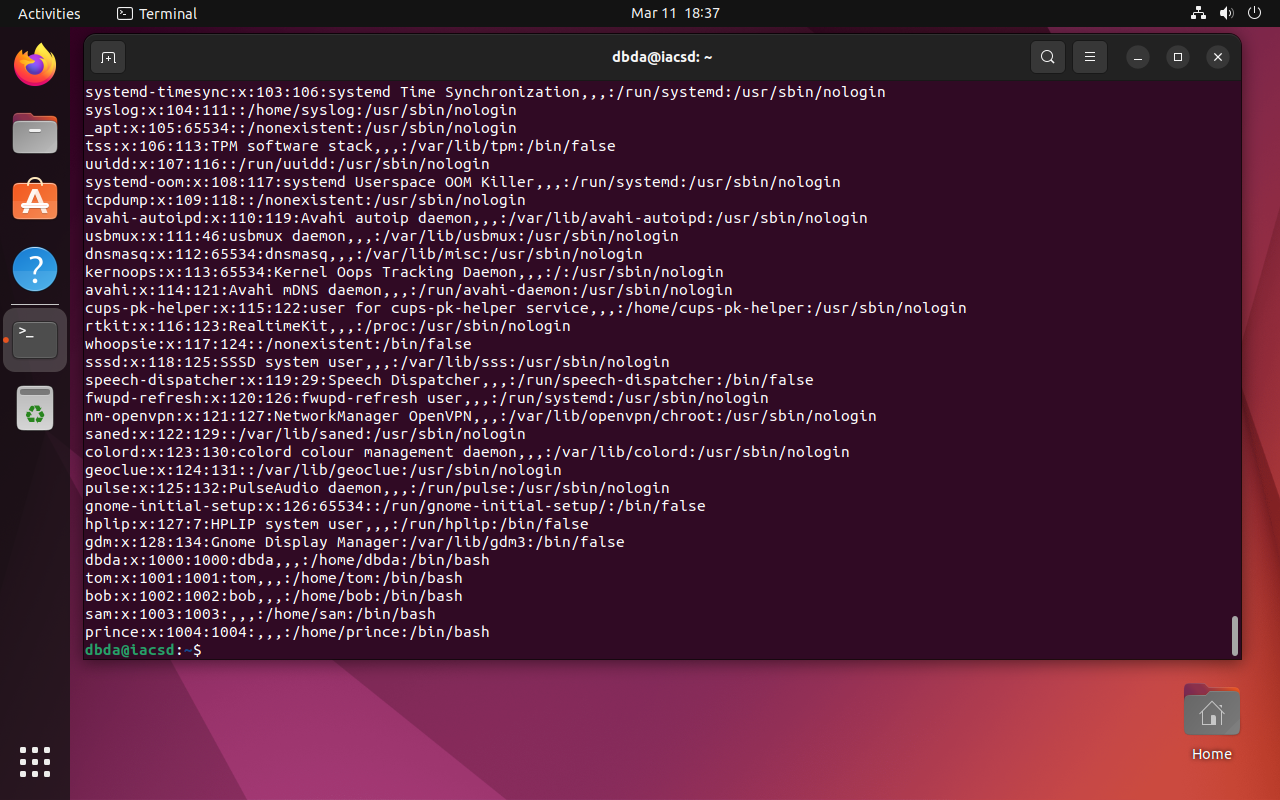 Activities Terminal Mar 11 18:37
dbda@iacsd: ~
systemd-timesync:x:103:106:systemd Time Synchronization,,,:/run/systemd:/usr/sbin/nologin
syslog:x:104:111::/home/syslog:/usr/sbin/nologin
_apt:x:105:65534::/nonexistent:/usr/sbin/nologin
tss:x:106:113:TPM software stack,,,:/var/lib/tpm:/bin/false
uuidd:x:107:116::/run/uuidd:/usr/sbin/nologin
systemd-oom:x:108:117:systemd Userspace OOM Killer,,,:/run/systemd:/usr/sbin/nologin
tcpdump:x:109:118::/nonexistent:/usr/sbin/nologin
avahi-autoipd:x:110:119:Avahi autoip daemon,,,:/var/lib/avahi-autoipd:/usr/sbin/nologin
usbmux:x:111:46:usbmux daemon,,,:/var/lib/usbmux:/usr/sbin/nologin
dnsmasq:x:112:65534:dnsmasq,,,:/var/lib/misc:/usr/sbin/nologin
kernoops:x:113:65534:Kernel Oops Tracking Daemon,,,:/:/usr/sbin/nologin
avahi:x:114:121:Avahi mDNS daemon,,,:/run/avahi-daemon:/usr/sbin/nologin
cups-pk-helper:x:115:122:user for cups-pk-helper service,,,:/home/cups-pk-helper:/usr/sbin/nologin
rtkit:x:116:123:RealtimeKit,,,:/proc:/usr/sbin/nologin
whoopsie:x:117:124::/nonexistent:/bin/false
sssd:x:118:125:SSSD system user,,,:/var/lib/sss:/usr/sbin/nologin
speech-dispatcher:x:119:29:Speech Dispatcher,,,:/run/speech-dispatcher:/bin/false
fwupd-refresh:x:120:126:fwupd-refresh user,,,:/run/systemd:/usr/sbin/nologin
nm-openvpn:x:121:127:NetworkManager OpenVPN,,,:/var/lib/openvpn/chroot:/usr/sbin/nologin
saned:x:122:129::/var/lib/saned:/usr/sbin/nologin
colord:x:123:130:colord colour management daemon,,,:/var/lib/colord:/usr/sbin/nologin
geoclue:x:124:131::/var/lib/geoclue:/usr/sbin/nologin
pulse:x:125:132:PulseAudio daemon,,,:/run/pulse:/usr/sbin/nologin
gnome-initial-setup:x:126:65534::/run/gnome-initial-setup/:/bin/false
hplip:x:127:7:HPLIP system user,,,:/run/hplip:/bin/false
gdm:x:128:134:Gnome Display Manager:/var/lib/gdm3:/bin/false
dbda:x:1000:1000:dbda,,,:/home/dbda:/bin/bash
tom:x:1001:1001:tom,,,:/home/tom:/bin/bash
bob:x:1002:1002:bob,,,:/home/bob:/bin/bash
sam:x:1003:1003:,,,:/home/sam:/bin/bash
prince:x:1004:1004:,,,:/home/prince:/bin/bash
dbda@iacsd:~$
Home